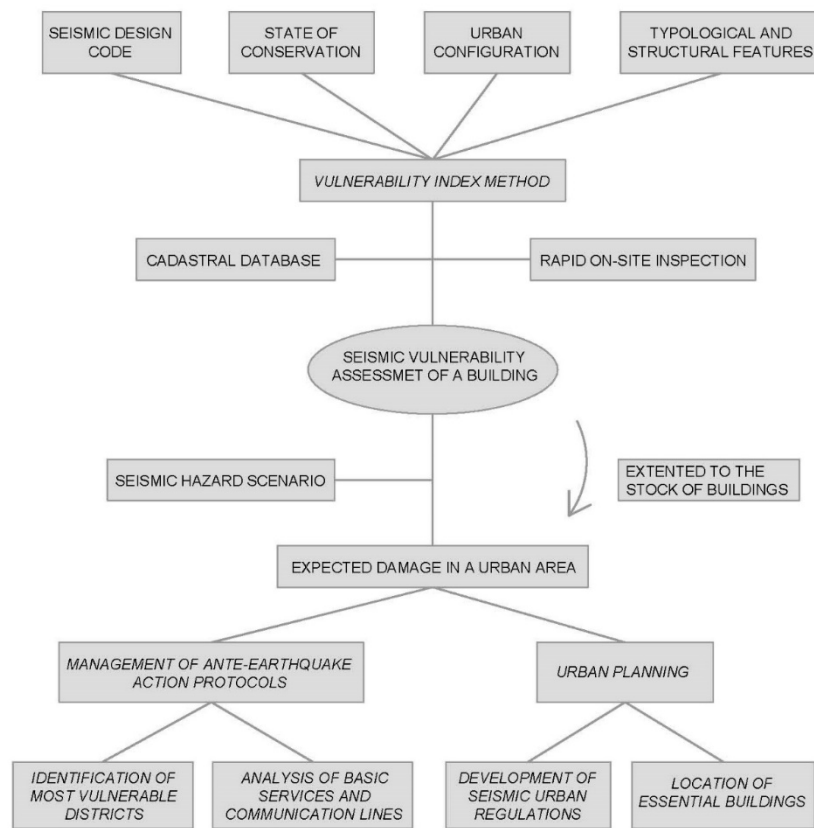 SEISMIC DESIGN
CODE
STATE OF
CONSERVATION
URBAN
CONFIGURATION
TYPOLOGICAL AND
STRUCTURAL FEATURES
VULNERABILITY INDEX METHOD
CADASTRAL DATABASE
RAPID ON-SITE INSPECTION
SEISMIC VULNERABILITY
ASSESSMET OF A BUILDING
SEISMIC HAZARD SCENARIO
EXTENTED TO THE
STOCK OF BUILDINGS
EXPECTED DAMAGE IN A URBAN AREA
MANAGEMENT OF ANTE-EARTHQUAKE
ACTION PROTOCOLS
URBAN PLANNING
IDENTIFICATION OF
MOST VULNERABLE
DISTRICTS
ANALYSIS OF BASIC
SERVICES AND
COMMUNICATION LINES
DEVELOPMENT OF
SEISMIC URBAN
REGULATIONS
LOCATION OF
ESSENTIAL BUILDINGS